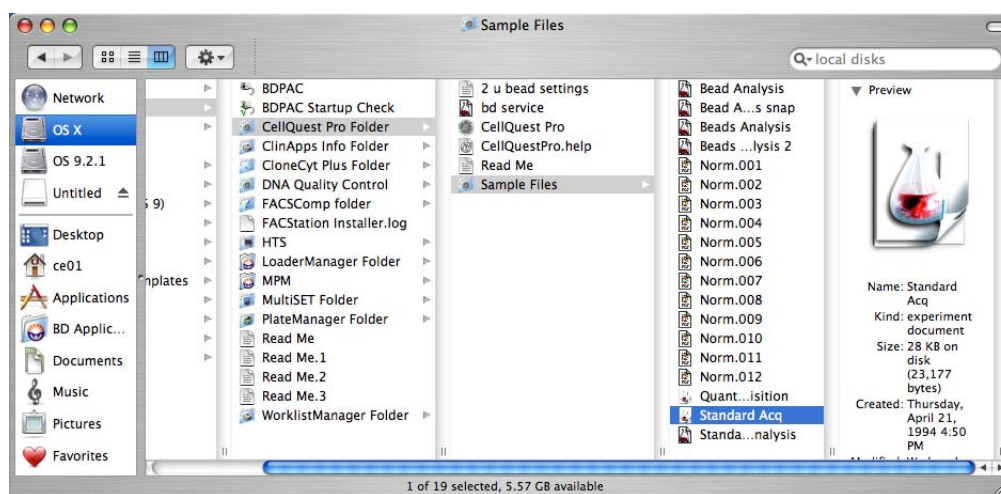 Sample Files
local disks
Network
OS X
OS 9.2.1
Untitled
Desktop
ce01
Applications
BD Applic...
Documents
Music
Pictures
Favorites
5 9)
mplates
BDPAC
BDPAC Startup Check
CellQuest Pro Folder
ClinApps Info Folder
CloneCyt Plus Folder
DNA Quality Control
FACSComp folder
FACStation Installer.log
HTS
LoaderManager Folder
MPM
MultiSET Folder
PlateManager Folder
Read Me
Read Me.1
Read Me.2
Read Me.3
WorklistManager Folder
2 u bead settings
bd service
CellQuest Pro
CellQuestPro.help
Read Me
Sample Files
Bead Analysis
Bead A...s snap
Beads Analysis
Beads ...lysis 2
Norm.001
Norm.002
Norm.003
Norm.004
Norm.005
Norm.006
Norm.007
Norm.008
Norm.009
Norm.010
Norm.011
Norm.012
Quant...isition
Standard Acq
Standa...nalysis
Preview
Name: Standard
Acq
Kind: experiment
document
Size: 28 KB on
disk
(23,177
bytes)
Created: Thursday,
April 21,
1994 4:50
PM
1 of 19 selected, 5.57 GB available